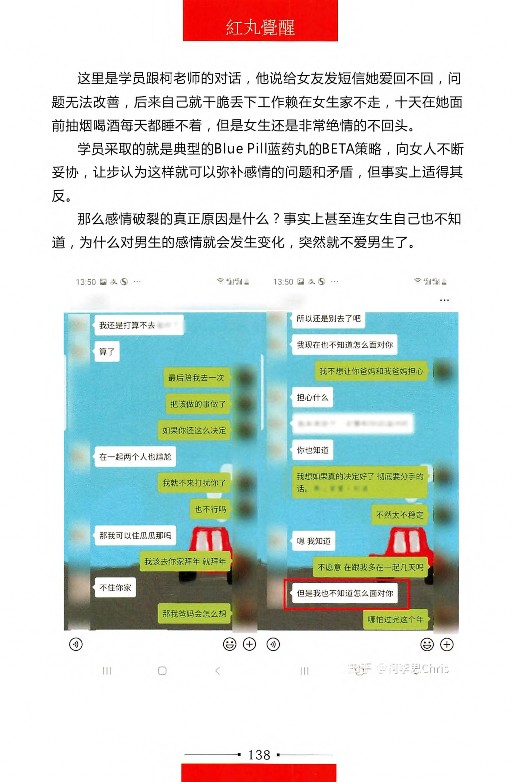 紅丸覺醒
这里是学员跟柯老师的对话，他说给女友发短信她爱回不回，问
题无法改善，后来自己就干脆丢下工作赖在女生家不走，十天在她面
前抽烟喝酒每天都睡不着，但是女生还是非常绝情的不回头。
学员采取的就是典型的Blue Pill蓝药丸的BETA策略，向女人不断
妥协，让步认为这样就可以弥补感情的问题和矛盾，但事实上适得其
反。
那么感情破裂的真正原因是什么？事实上甚至连女生自己也不知
道，为什么对男生的感情就会发生变化，突然就不爱男生了。
13:50
我还是打算不去
算了
最后陪我去一次
把该做的事做了
如果你还这么决定
在一起两个人也尴尬
我就不来打扰你了
也不行吗
那我可以住瓜瓜那吗
我该去你家拜年 就拜年
不住你家
那我爸妈会怎么想
13:50
所以还是别去了吧
我现在也不知道怎么面对你
我不想让你爸妈和我爸妈担心
担心什么
你也知道
我想如果真的决定好了 彻底要分手的
话。
不然太不稳定
嗯 我知道
不愿意 在跟我多在一起几天吗
但是我也不知道怎么面对你
哪怕过完这个年
知乎 @柯李思Chris
138